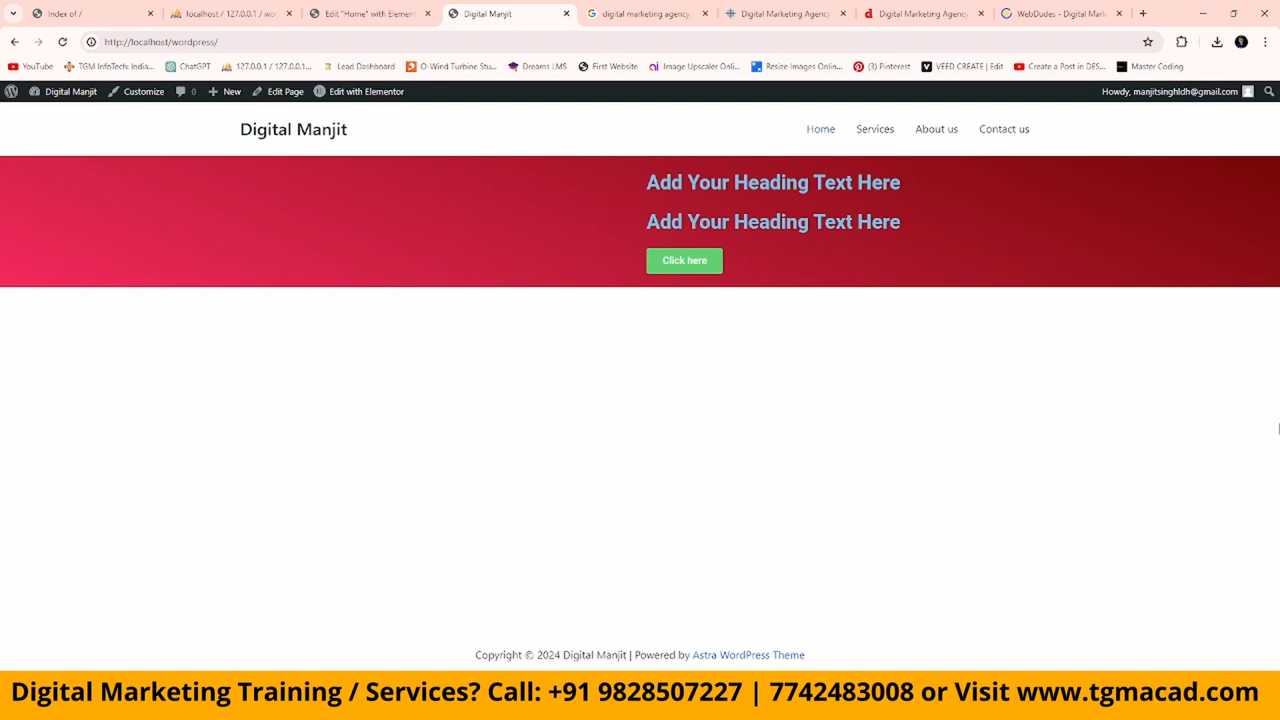 Index of /
localhost / 127.0.0.1 / wor
Edit "Home" with Element
Digital Manjit
digital marketing agency
Digital Marketing Agency
Digital Marketing Agency
WebDudes - Digital Mark
http://localhost/wordpress/
YouTube
TGM InfoTech: India...
ChatGPT
127.0.0.1 / 127.0.0.1...
Lead Dashboard
O-Wind Turbine Stu...
Dreams LMS
First Website
Image Upscaler Onli...
Resize Images Onlin...
(3) Pinterest
VEED CREATE | Edit
Create a Post in DES...
Master Coding
Digital Manjit
Customize
0
New
Edit Page
Edit with Elementor
Howdy, manjitsinghldh@gmail.com
Digital Manjit
Home
Services
About us
Contact us
Add Your Heading Text Here
Add Your Heading Text Here
Click here
Copyright © 2024 Digital Manjit | Powered by Astra WordPress Theme
Digital Marketing Training / Services? Call: +91 9828507227 | 7742483008 or Visit www.tgmacad.com